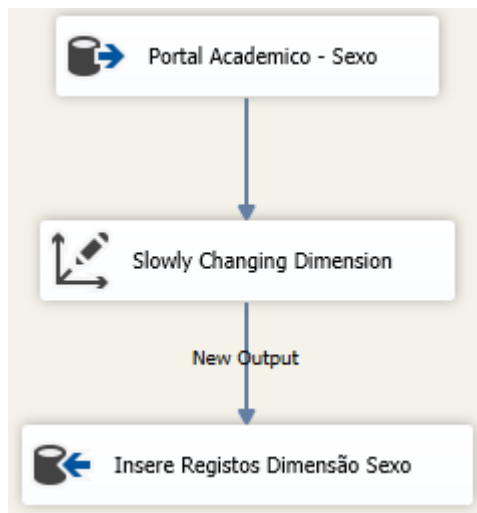 Portal Academico - Sexo
Slowly Changing Dimension
New Output
Insere Registos Dimensão Sexo